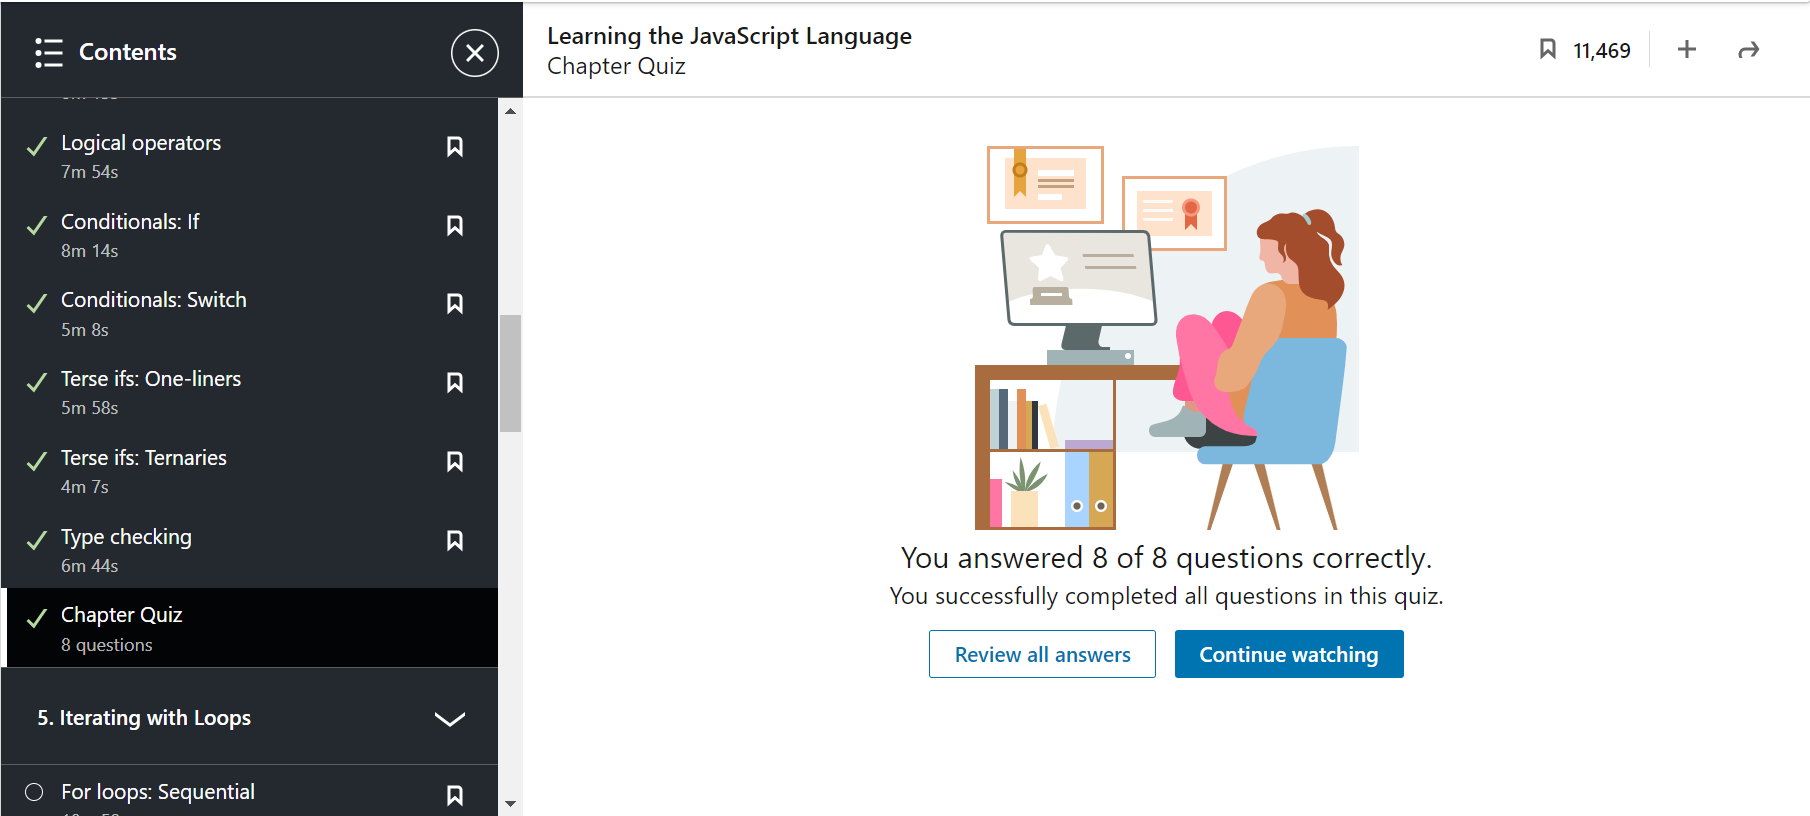 Contents
Logical operators
7m 54s
Conditionals: If
8m 14s
Conditionals: Switch
5m 8s
Terse ifs: One-liners
5m 58s
Terse ifs: Ternaries
4m 7s
Type checking
6m 44s
Chapter Quiz
8 questions
5. Iterating with Loops
For loops: Sequential
Learning the JavaScript Language
Chapter Quiz
11,469
You answered 8 of 8 questions correctly.
You successfully completed all questions in this quiz.
Review all answers
Continue watching